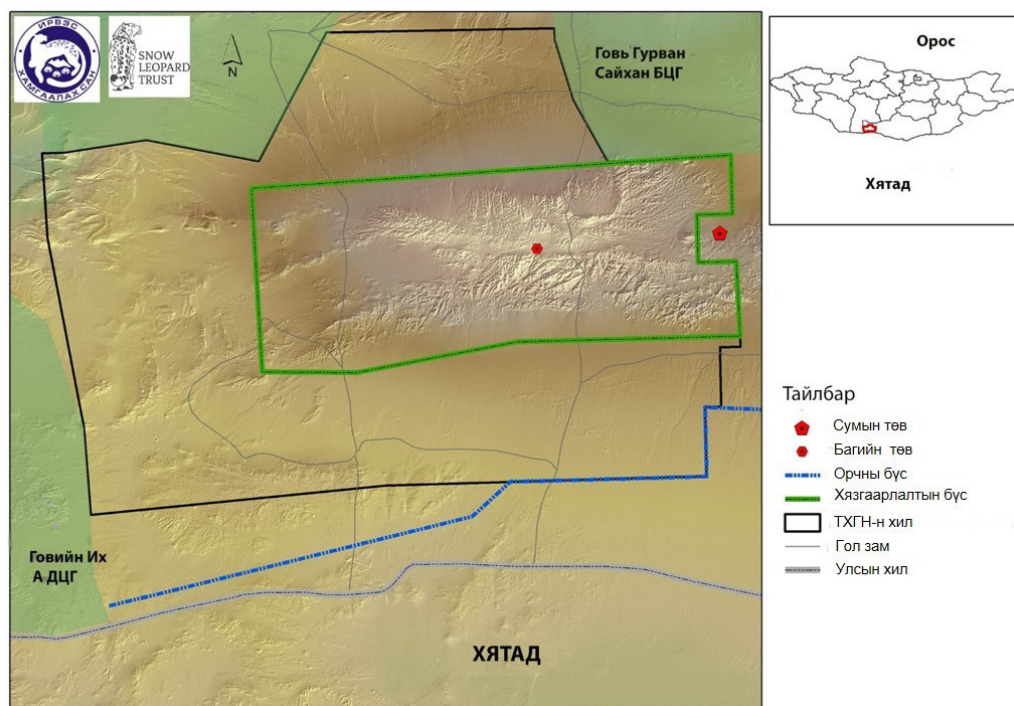 ИРВЭС
ХАМГААЛАХ САН
SNOW
LEOPARD
TRUST
N
Говь Гурван
Сайхан БЦГ
Говийн Их
А ДЦГ
ХЯТАД
Орос
Хятад
Тайлбар
Сумын төв
Багийн төв
Орчны бүс
Хязгаарлалтын бүс
ТХГН-н хил
Гол зам
Улсын хил